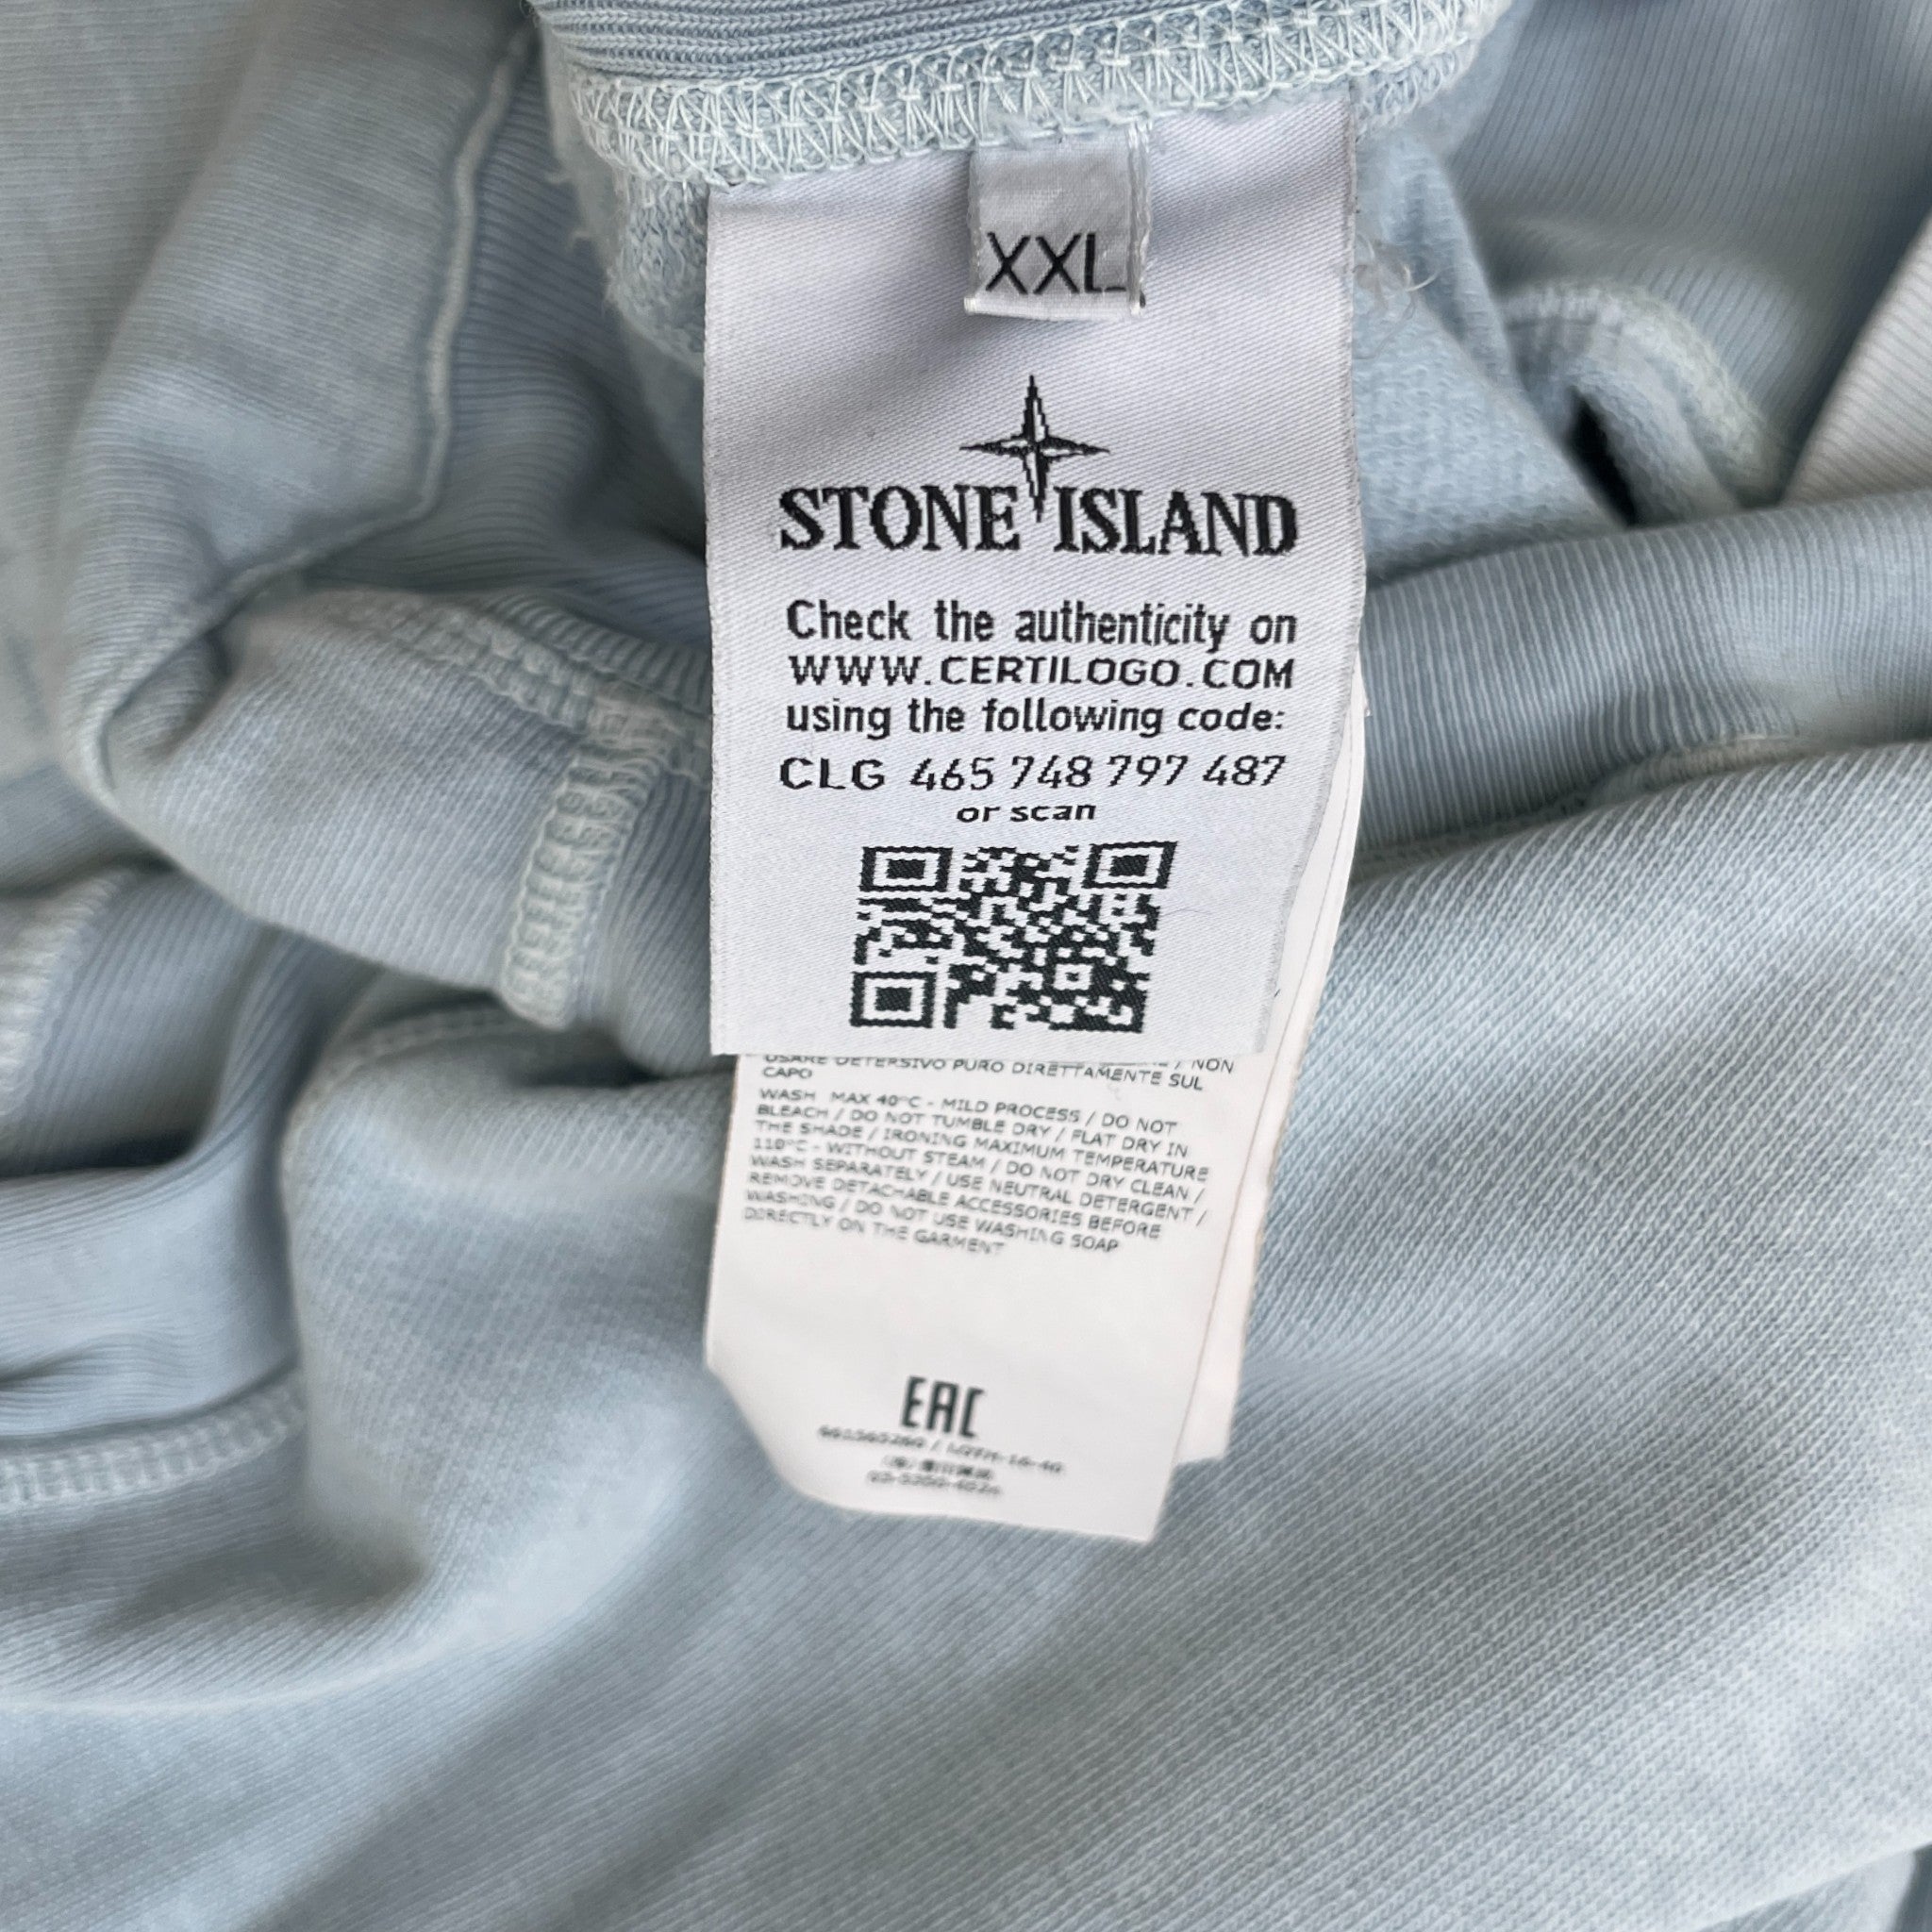 XXL
STONE ISLAND
Check the authenticity on
WWW.CERTILOGO.COM
using the following code:
CLG 465 748 797 487
or scan
/ NON
USARE DETERSIVO PURO DIRETTAMENTE SUL
CAPO
WASH MAX 40°C - MILD PROCESS / DO NOT
BLEACH / DO NOT TUMBLE DRY / FLAT DRY IN
THE SHADE / IRONING MAXIMUM TEMPERATURE
110°C - WITHOUT STEAM / DO NOT DRY CLEAN /
WASH SEPARATELY / USE NEUTRAL DETERGENT /
REMOVE DETACHABLE ACCESSORIES BEFORE
WASHING / DO NOT USE WASHING SOAP
DIRECTLY ON THE GARMENT
EAC